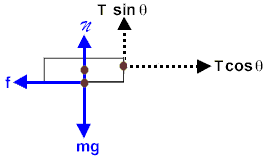 T sin θ
𝒩
f
T cos θ
mg